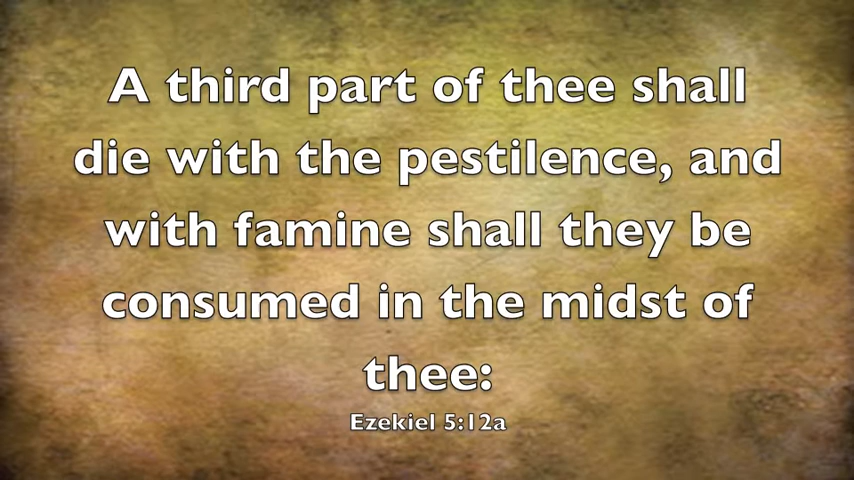 A third part of thee shall
die with the pestilence, and
with famine shall they be
consumed in the midst of
thee:
Ezekiel 5:12a